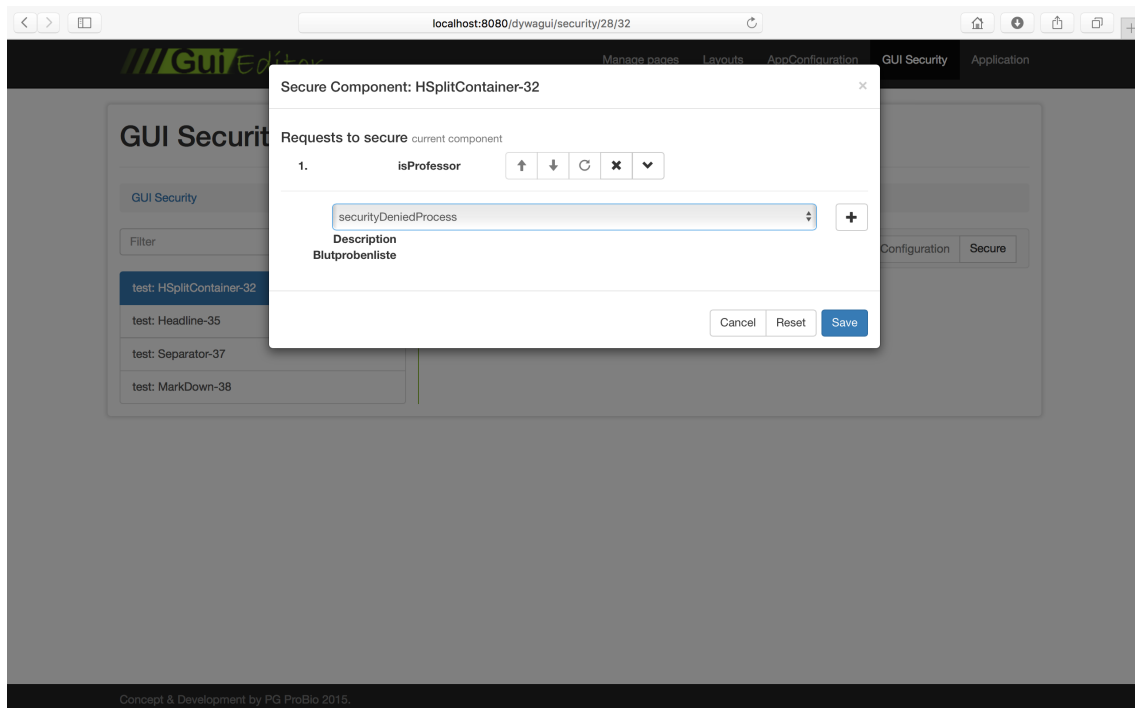 localhost:8080/dywagui/security/28/32
////GuiEditor
Manage pages Layouts AppConfiguration GUI Security Application
Secure Component: HSplitContainer-32 ×
GUI Securit
Requests to secure current component
1. isProfessor
GUI Security
securityDeniedProcess
Filter
Description
Blutprobenliste
Configuration Secure
test: HSplitContainer-32
test: Headline-35
Cancel Reset Save
test: Separator-37
test: MarkDown-38
Concept & Development by PG ProBio 2015.